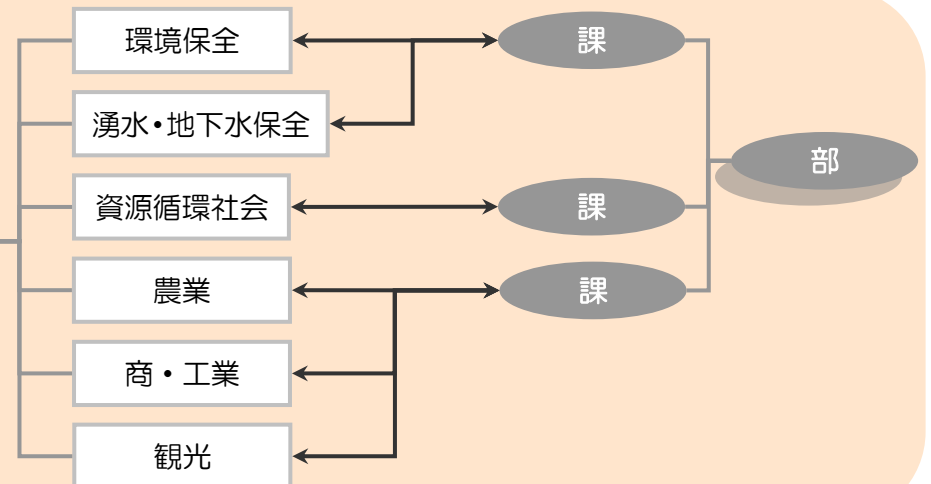 環境保全
課
湧水・地下水保全
部
資源循環社会
課
農業
課
商・工業
観光